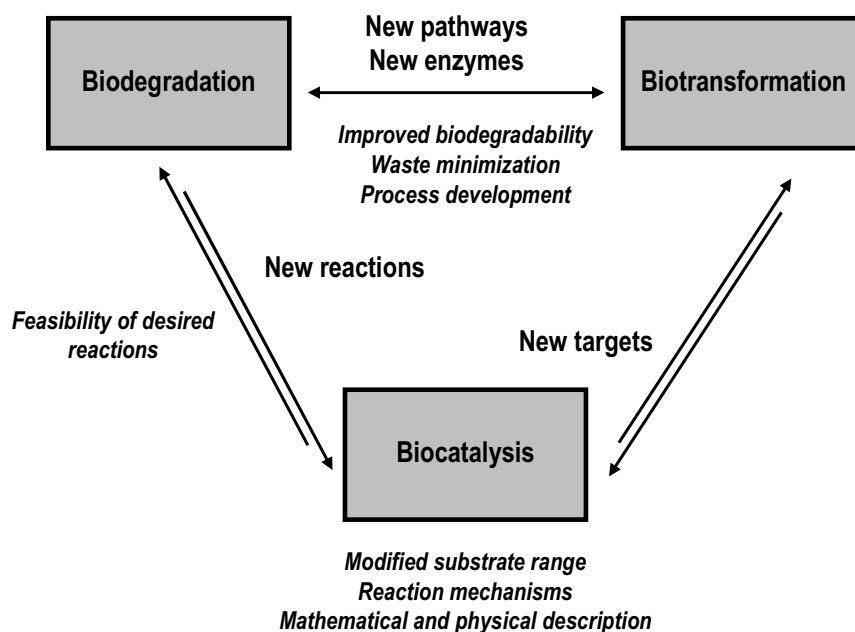 New pathways
New enzymes
Biodegradation
Biotransformation
Improved biodegradability
Waste minimization
Process development
New reactions
Feasibility of desired
reactions
New targets
Biocatalysis
Modified substrate range
Reaction mechanisms
Mathematical and physical description